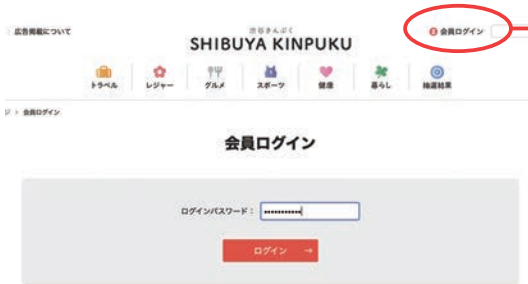 広告掲載について
渋谷きんぷく
SHIBUYA KINPUKU
会員ログイン
トラベル
レジャー
グルメ
スポーツ
健康
暮らし
抽選結果
> 会員ログイン
会員ログイン
ログインパスワード：
ログイン →